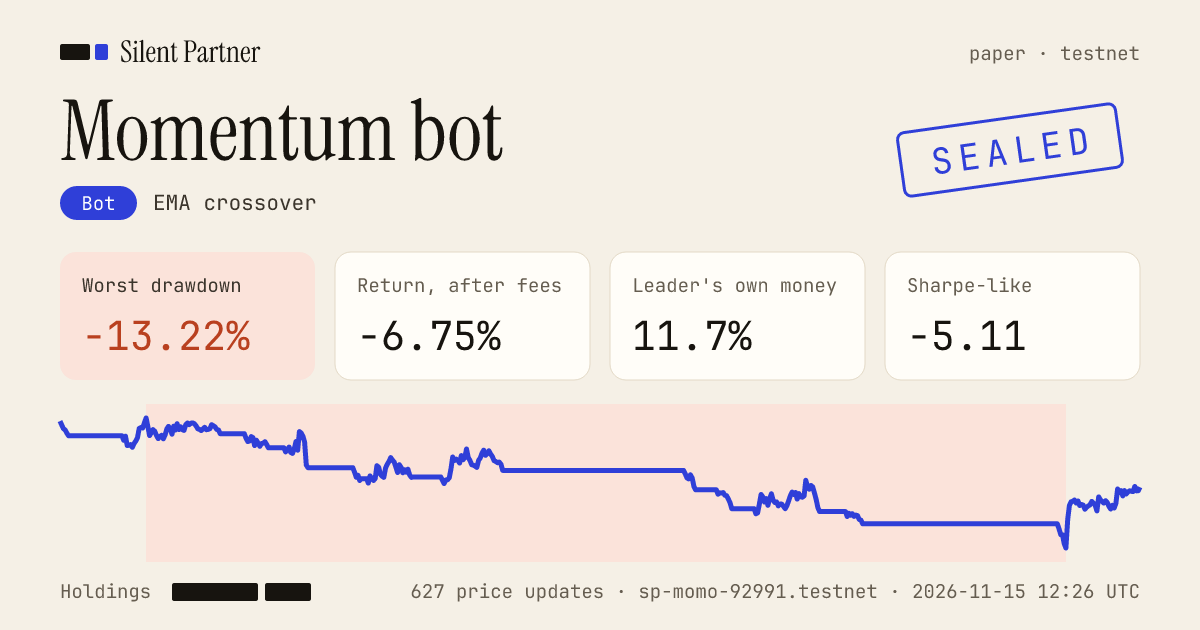 Silent Partner
paper · testnet
Momentum bot
SEALED
Bot EMA crossover
Worst drawdown
-13.22%
Return, after fees
-6.75%
Leader's own money
11.7%
Sharpe-like
-5.11
Holdings
627 price updates · sp-momo-92991.testnet · 2026-11-15 12:26 UTC